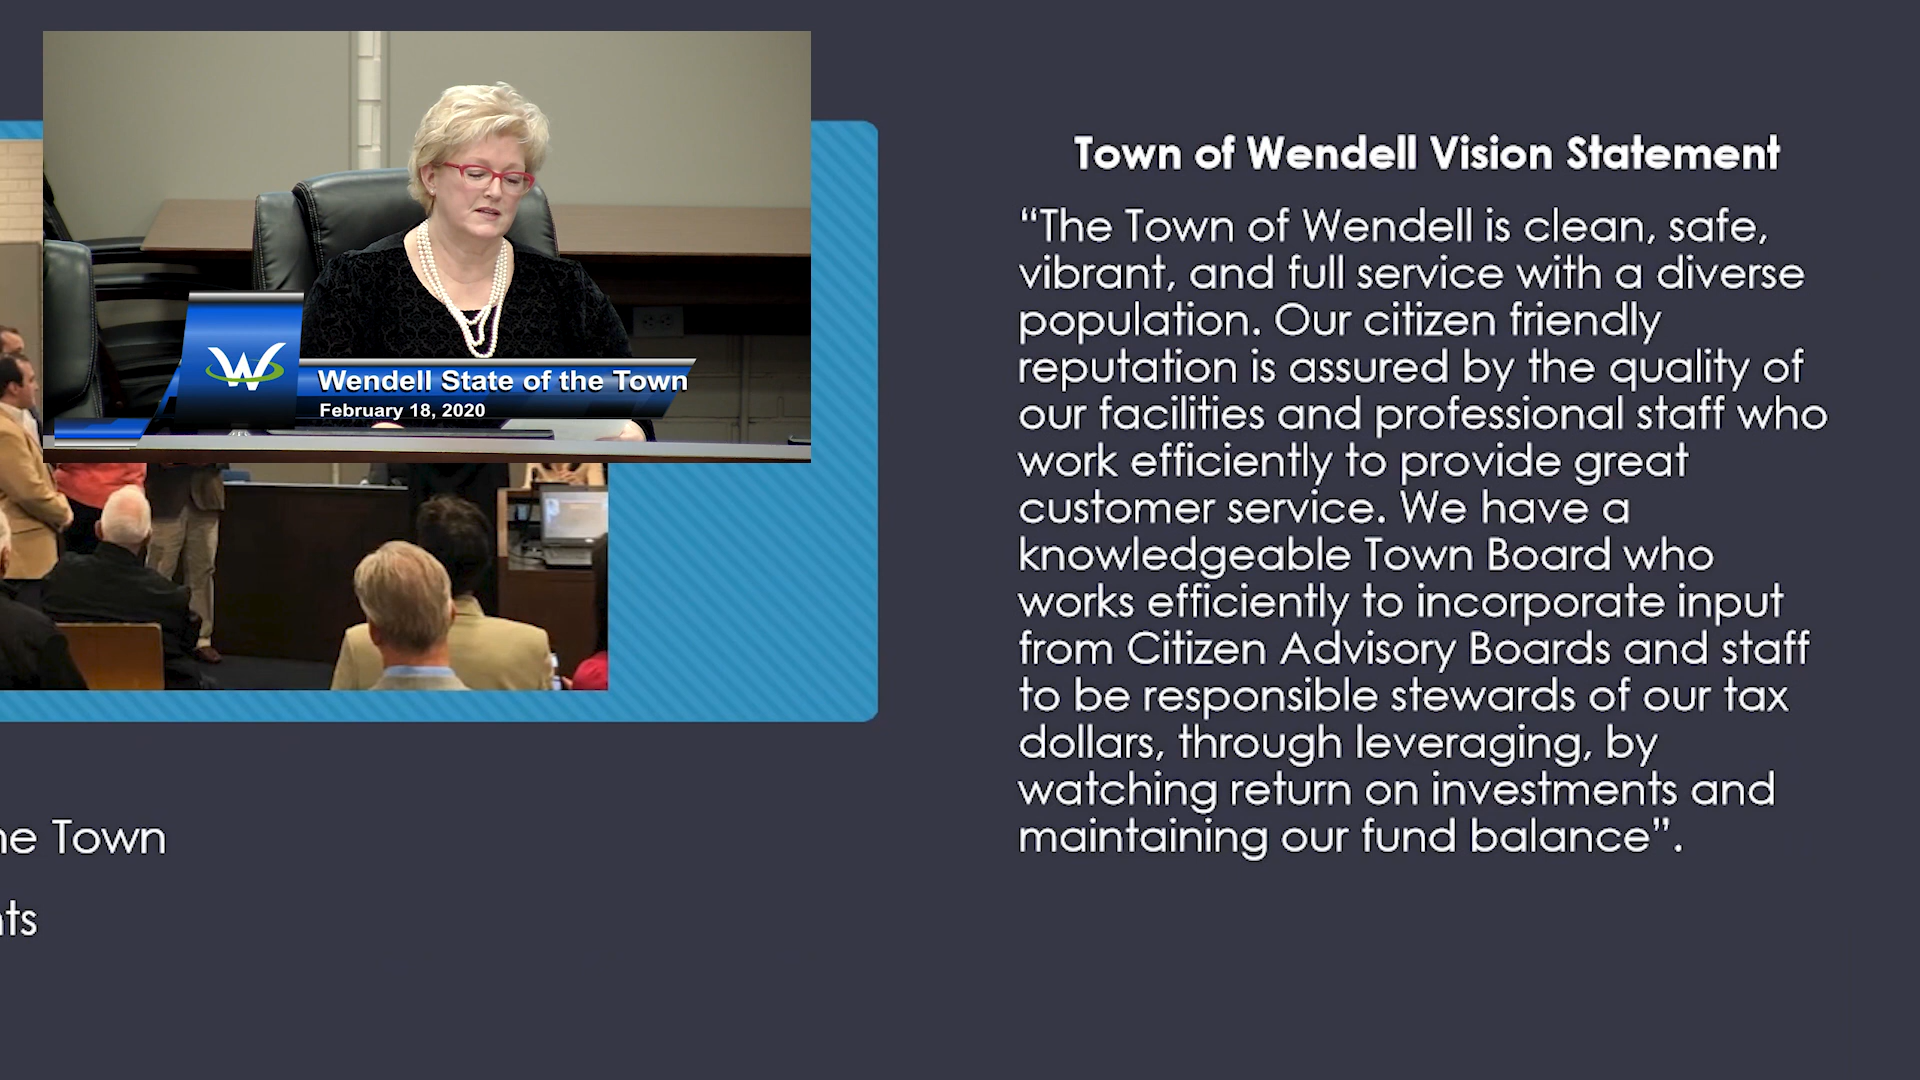 W
Wendell State of the Town
February 18, 2020
Town of Wendell Vision Statement
“The Town of Wendell is clean, safe,
vibrant, and full service with a diverse
population. Our citizen friendly
reputation is assured by the quality of
our facilities and professional staff who
work efficiently to provide great
customer service. We have a
knowledgeable Town Board who
works efficiently to incorporate input
from Citizen Advisory Boards and staff
to be responsible stewards of our tax
dollars, through leveraging, by
watching return on investments and
maintaining our fund balance”.
Town